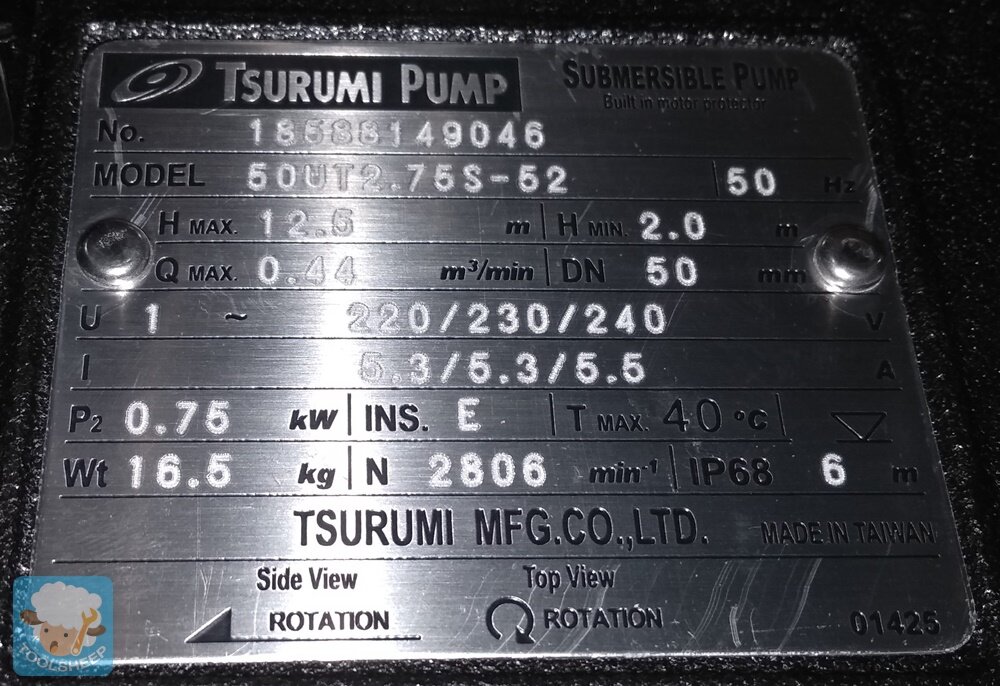 TSURUMI PUMP SUBMERSIBLE PUMP
Built in motor protector
No. 18588149046
MODEL 50UT2.75S-52 50 Hz
H MAX. 12.5 m H MIN. 2.0 m
Q MAX. 0.44 m³/min DN 50 mm
U 1 ~ 220/230/240 V
I 5.3/5.3/5.5 A
P2 0.75 kW INS. E T MAX. 40 °C
Wt 16.5 kg N 2806 min-1 IP68 6 m
TSURUMI MFG.CO.,LTD. MADE IN TAIWAN
Side View Top View
ROTATION ROTATION 01425
TOOLSHEEP